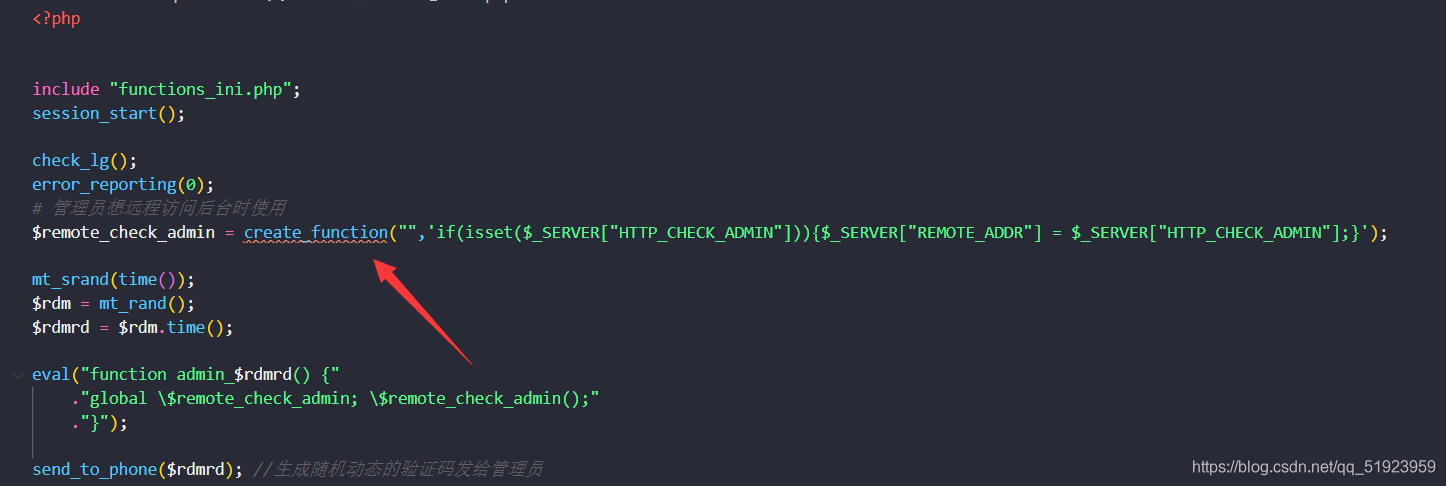 <?php
include "functions_ini.php";
session_start();
check_lg();
error_reporting(0);
# 管理员想远程访问后台时使用
$remote_check_admin = create_function("",'if(isset($_SERVER["HTTP_CHECK_ADMIN"])){$_SERVER["REMOTE_ADDR"] = $_SERVER["HTTP_CHECK_ADMIN"];}');
mt_srand(time());
$rdm = mt_rand();
$rdmrd = $rdm.time();
eval("function admin_$rdmrd() {"
."global \$remote_check_admin; \$remote_check_admin();"
."}");
send_to_phone($rdmrd); //生成随机动态的验证码发给管理员
https://blog.csdn.net/qq_51923959